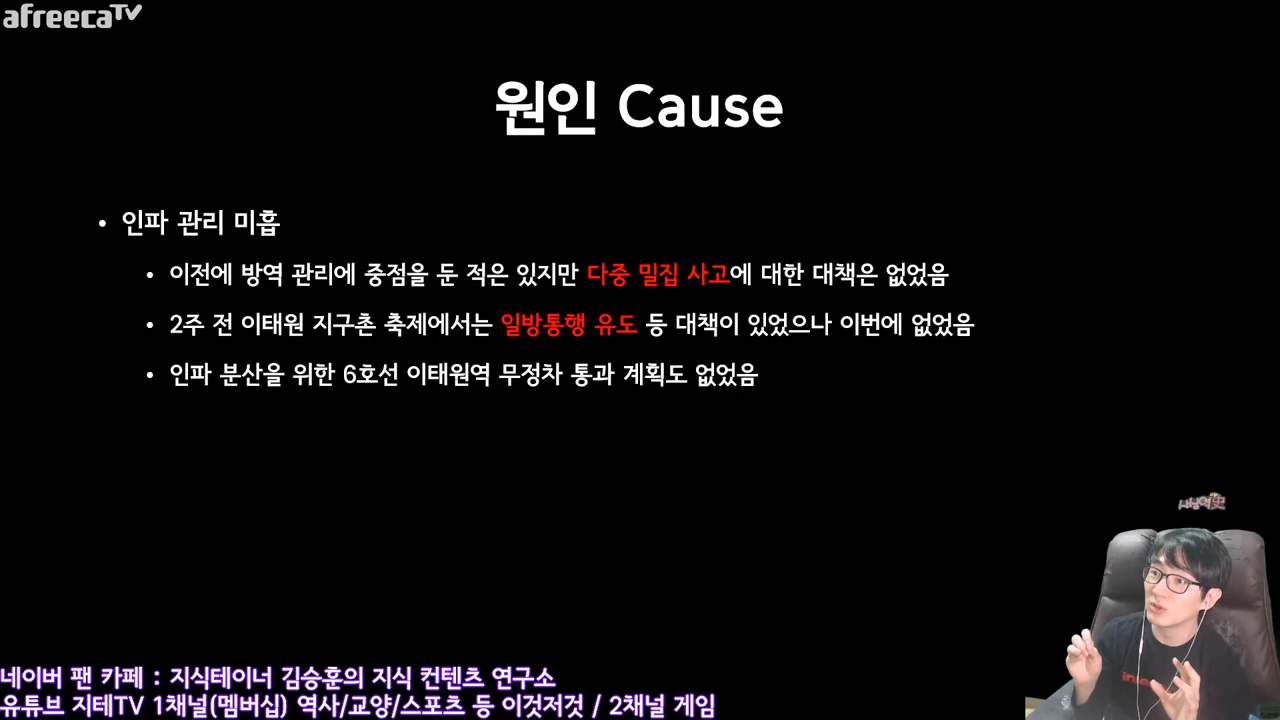 afreecaTV
원인 Cause
• 인파 관리 미흡
• 이전에 방역 관리에 중점을 둔 적은 있지만 다중 밀집 사고에 대한 대책은 없었음
• 2주 전 이태원 지구촌 축제에서는 일방통행 유도 등 대책이 있었으나 이번에 없었음
• 인파 분산을 위한 6호선 이태원역 무정차 통과 계획도 없었음
네이버 팬 카페 : 지식테이너 김승훈의 지식 컨텐츠 연구소
유튜브 지테TV 1채널(멤버십) 역사/교양/스포츠 등 이것저것 / 2채널 게임